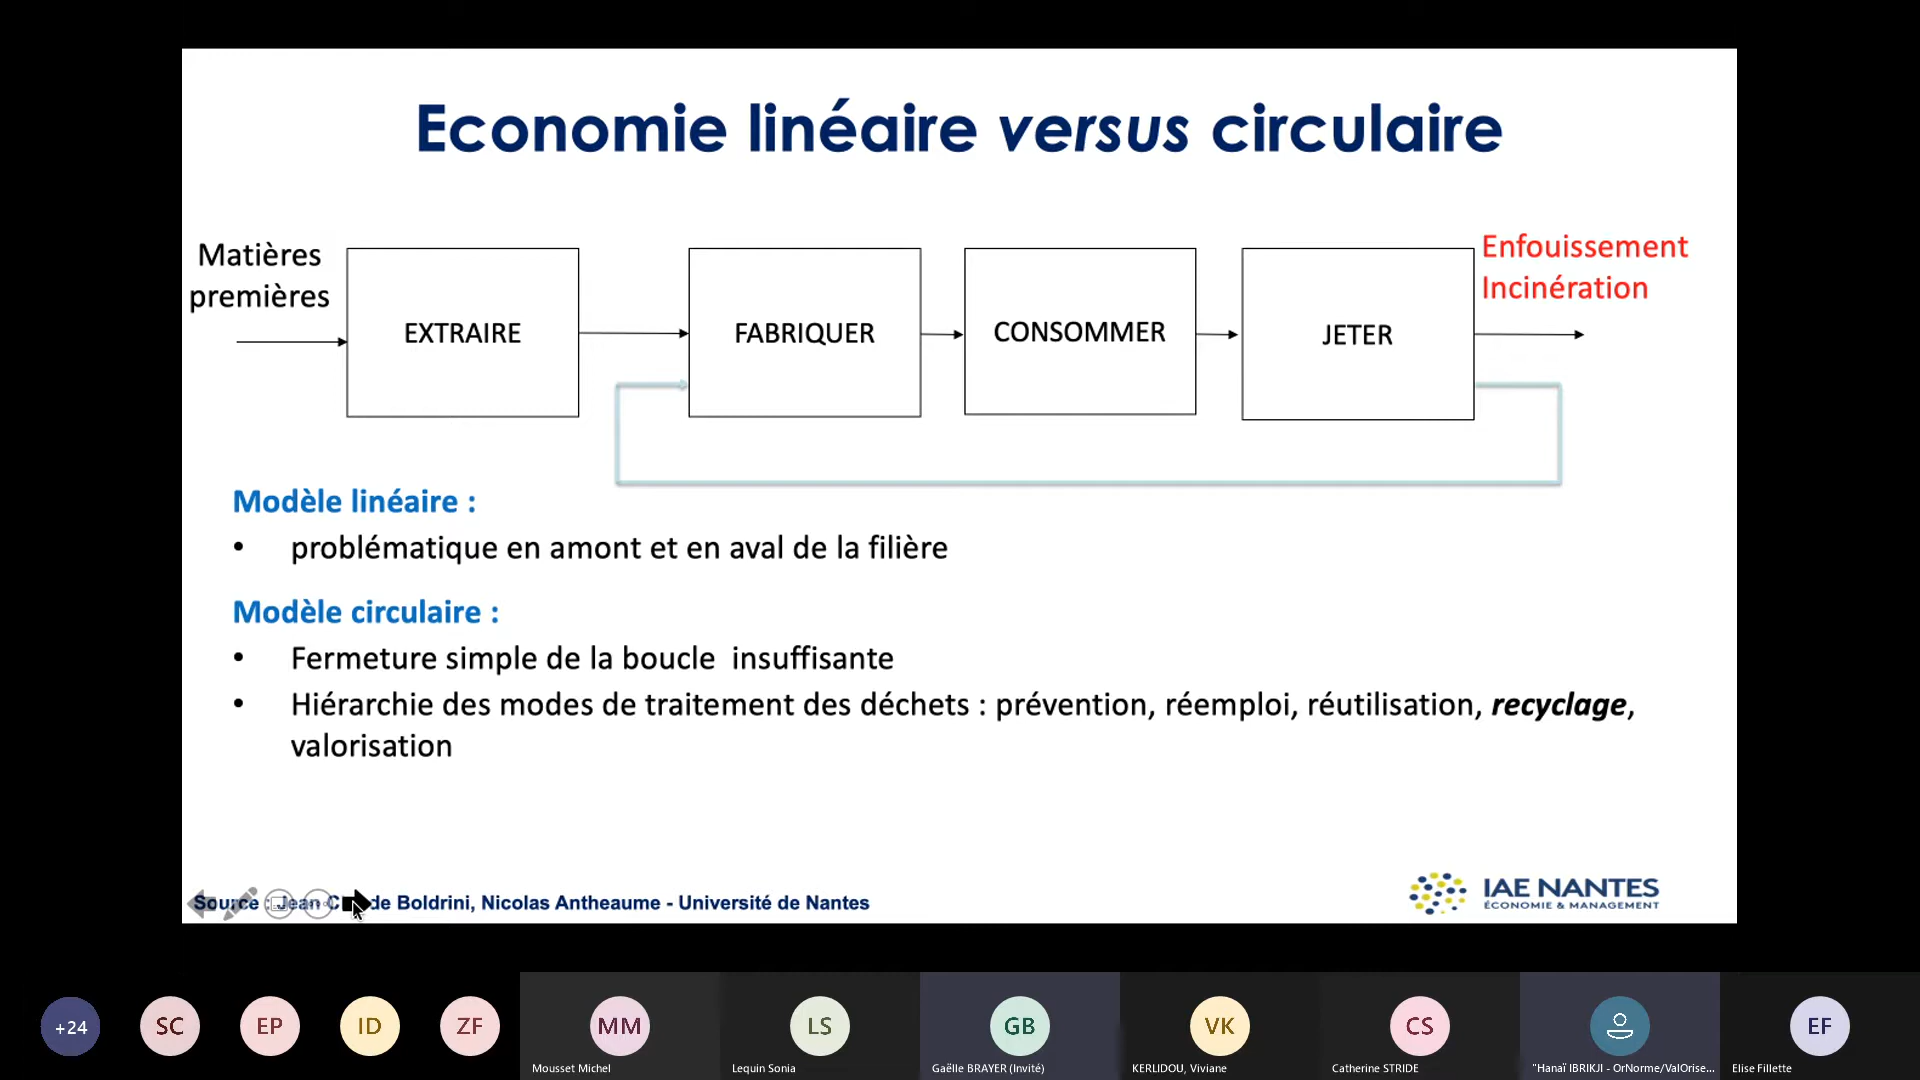 Economie linéaire versus circulaire
Matières
premières
EXTRAIRE
FABRIQUER
CONSOMMER
JETER
Enfouissement
Incinération
Modèle linéaire :
• problématique en amont et en aval de la filière
Modèle circulaire :
• Fermeture simple de la boucle insuffisante
• Hiérarchie des modes de traitement des déchets : prévention, réemploi, réutilisation, recyclage,
valorisation
Source : Jean C de Boldrini, Nicolas Antheaume - Université de Nantes
IAE NANTES
ÉCONOMIE & MANAGEMENT
+24
SC
EP
ID
ZF
MM
LS
GB
VK
CS
EF
Mousset Michel
Lequin Sonia
Gaëlle BRAYER (Invité)
KERLIDOU, Viviane
Catherine STRIDE
"Hanaï IBRIKJI - OrNorme/ValOrise...
Elise Fillette